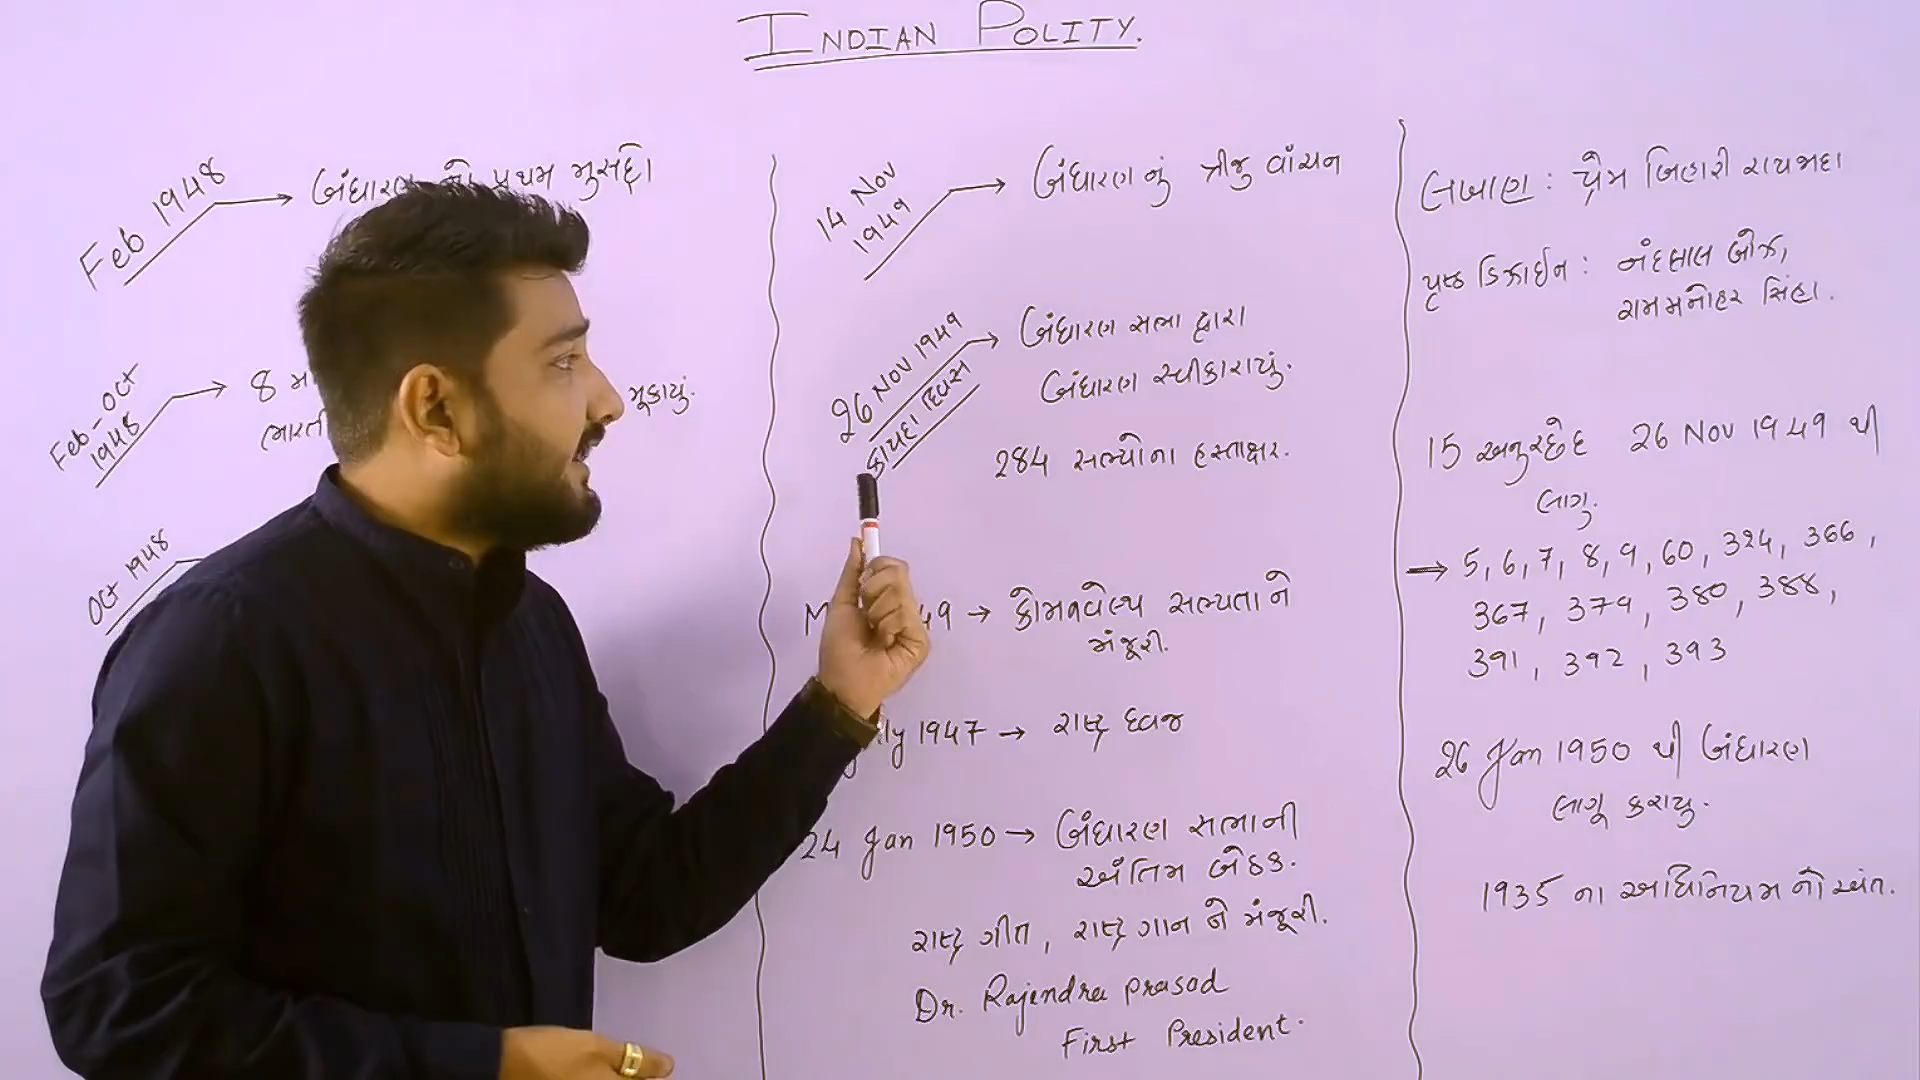 INDIAN POLITY.
Feb 1948 → બંધારણ નો પ્રથમ મુસદ્દો
Feb-Oct 1948 → 8 મ
ભારતી
મૂકાયું.
Oct 1948
14 Nov 1949 → બંધારણ નું ત્રીજુ વાંચન
26 Nov 1949 → બંધારણ સભા દ્વારા
કાયદા દિવસ
બંધારણ સ્વીકારાયું.
284 સભ્યોના હસ્તાક્ષર.
M 49 → કોમનવેલ્થ સભ્યતા ને
મંજૂરી.
ly 1947 → રાષ્ટ્ર ધ્વજ
24 Jan 1950 → બંધારણ સભાની
અંતિમ બેઠક.
રાષ્ટ્ર ગીત, રાષ્ટ્ર ગાન ને મંજૂરી.
Dr. Rajendra Prasad
First President.
લખાણ : પ્રેમ બિહારી રાયજાદા
પૃષ્ઠ ડિઝાઈન : નંદલાલ બોઝ,
રામ મનોહર સિંહા.
15 અનુચ્છેદ 26 Nov 1949 થી
લાગુ.
→ 5, 6, 7, 8, 9, 60, 324, 366,
367, 379, 380, 388,
391, 392, 393
26 Jan 1950 થી બંધારણ
લાગૂ કરાયુ.
1935 ના અધિનિયમ નો અંત.